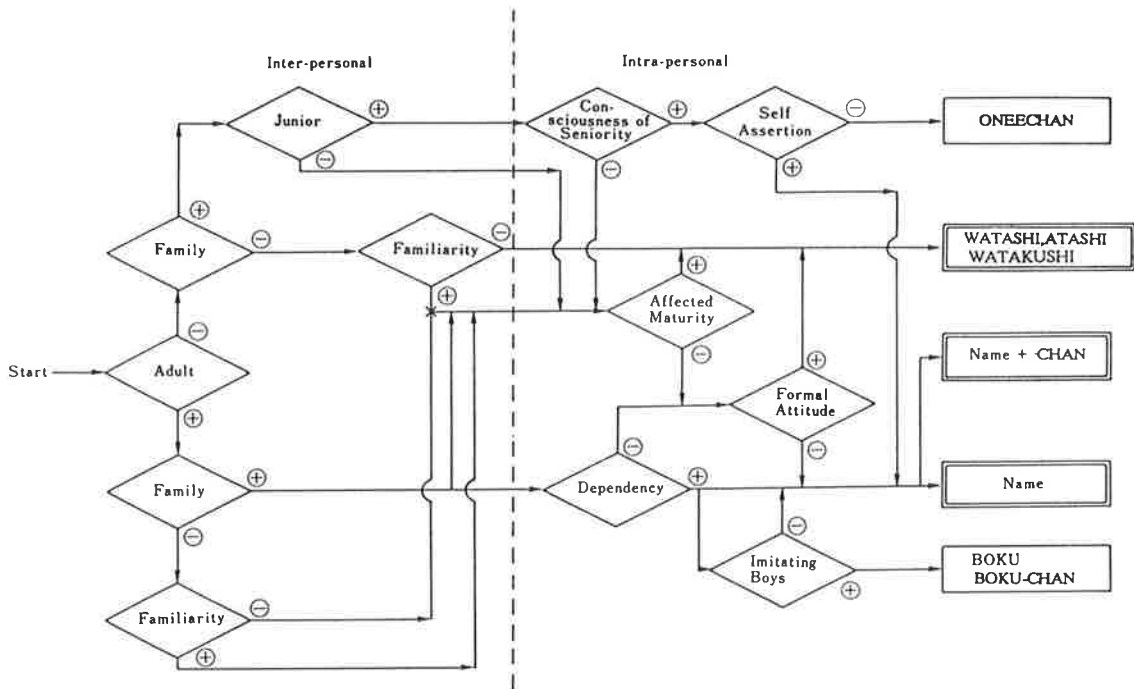 Inter-personal
Intra-personal
Junior
⊕
⊖
Con-
sciousness of
Seniority
⊕
⊖
Self
Assertion
⊖
⊕
ONEECHAN
Family
⊕
⊖
Familiarity
⊖
⊕
WATASHI,ATASHI
WATAKUSHI
Affected
Maturity
⊕
⊖
Start
Adult
⊖
⊕
Name + -CHAN
Formal
Attitude
⊕
⊖
Family
⊕
⊖
Dependency
⊖
⊕
Name
Imitating
Boys
⊖
⊕
BOKU
BOKU-CHAN
Familiarity
⊖
⊕